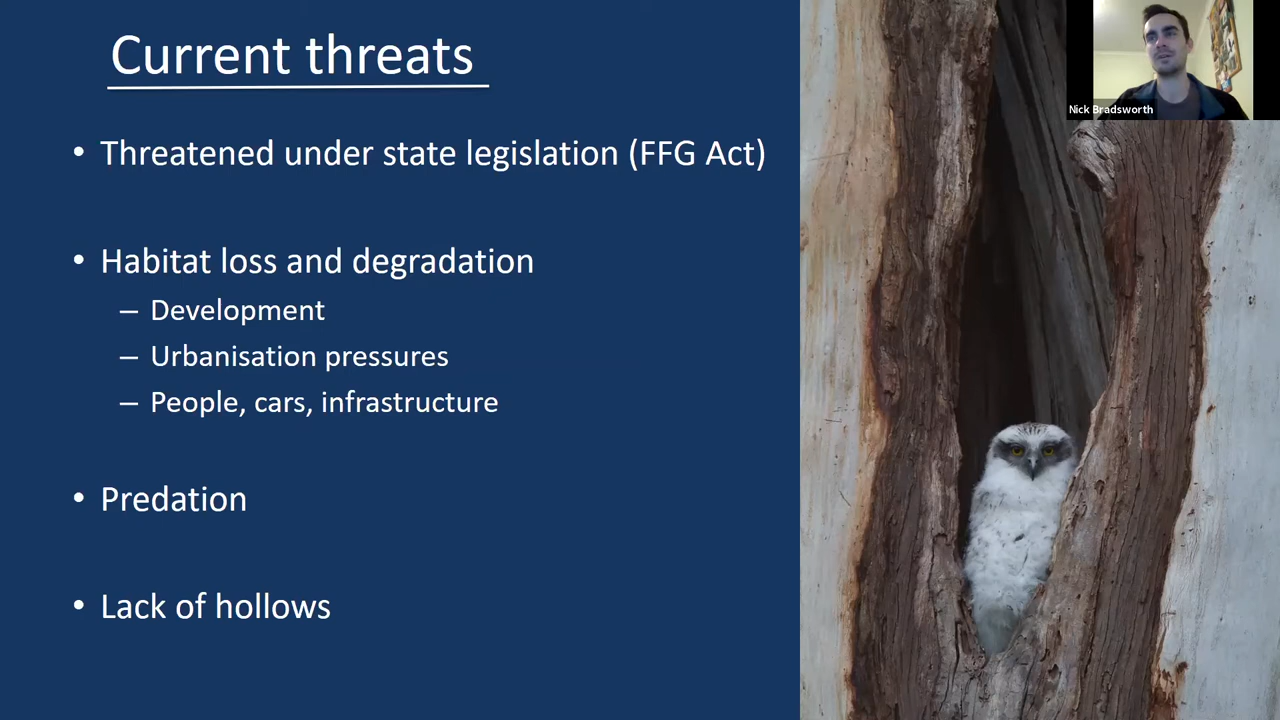 Current threats
Nick Bradsworth
• Threatened under state legislation (FFG Act)
• Habitat loss and degradation
– Development
– Urbanisation pressures
– People, cars, infrastructure
• Predation
• Lack of hollows